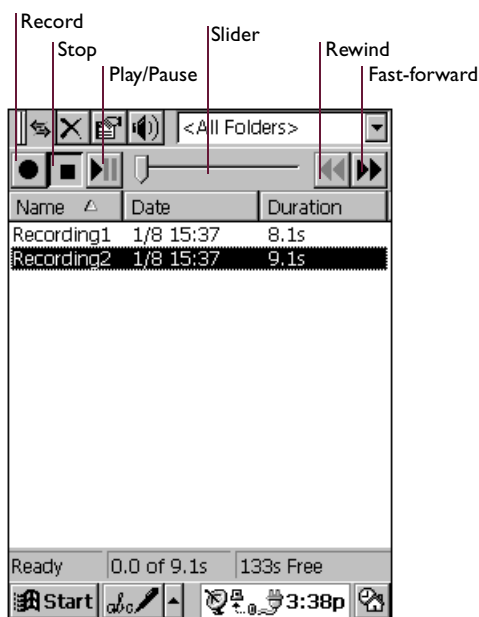 Record
Stop
Play/Pause
Slider
Rewind
Fast-forward
<All Folders>
Name Date Duration
Recording1 1/8 15:37 8.1s
Recording2 1/8 15:37 9.1s
Ready 0.0 of 9.1s 133s Free
Start abc 3:38p